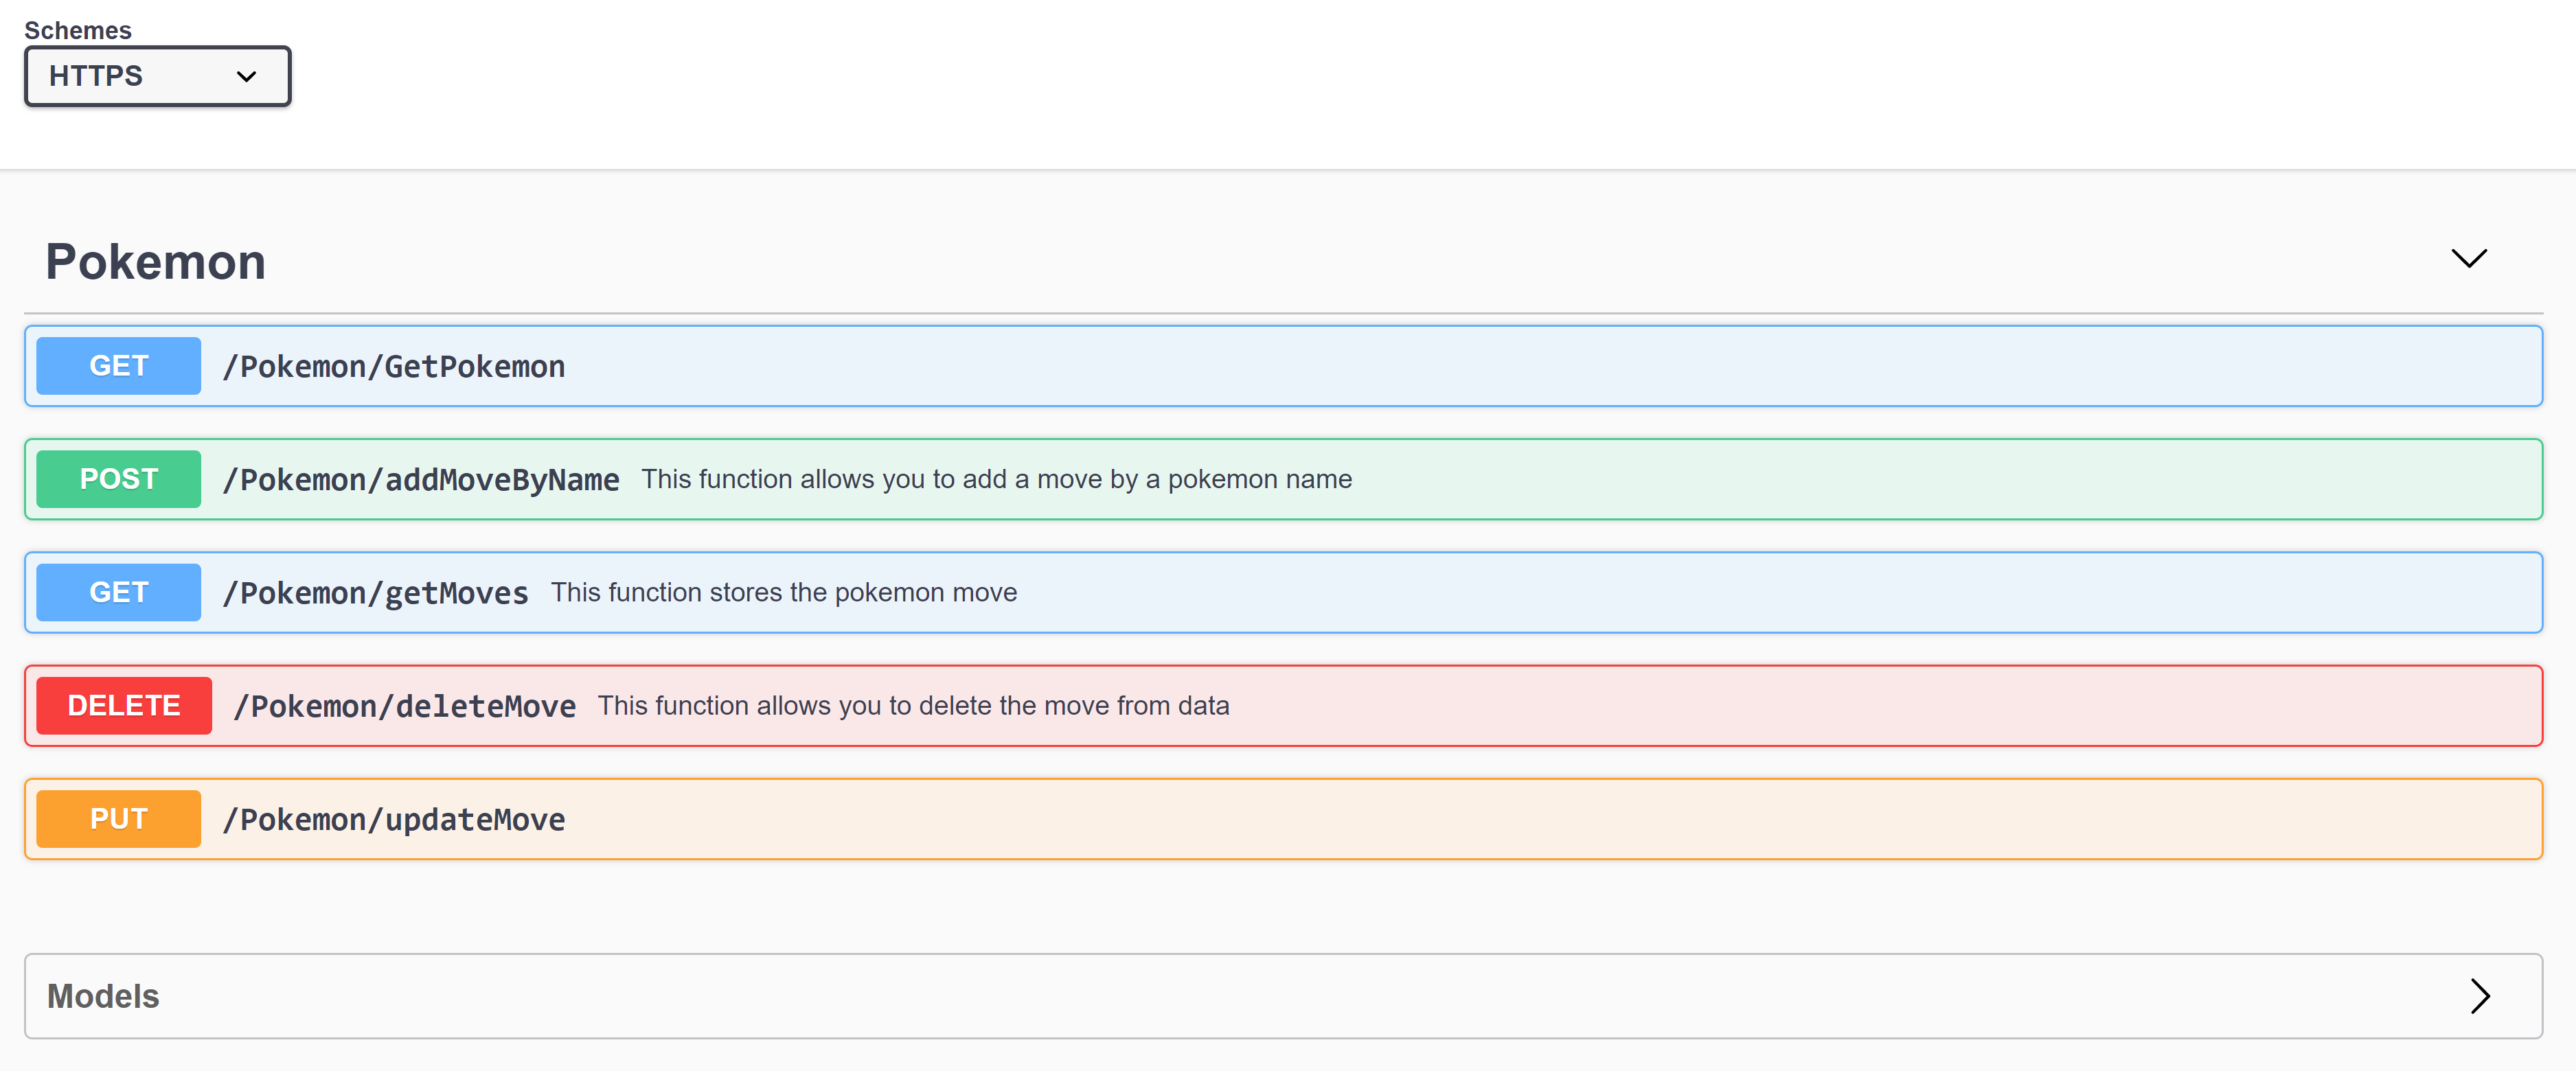 Schemes
HTTPS
Pokemon
GET /Pokemon/GetPokemon
POST /Pokemon/addMoveByName This function allows you to add a move by a pokemon name
GET /Pokemon/getMoves This function stores the pokemon move
DELETE /Pokemon/deleteMove This function allows you to delete the move from data
PUT /Pokemon/updateMove
Models